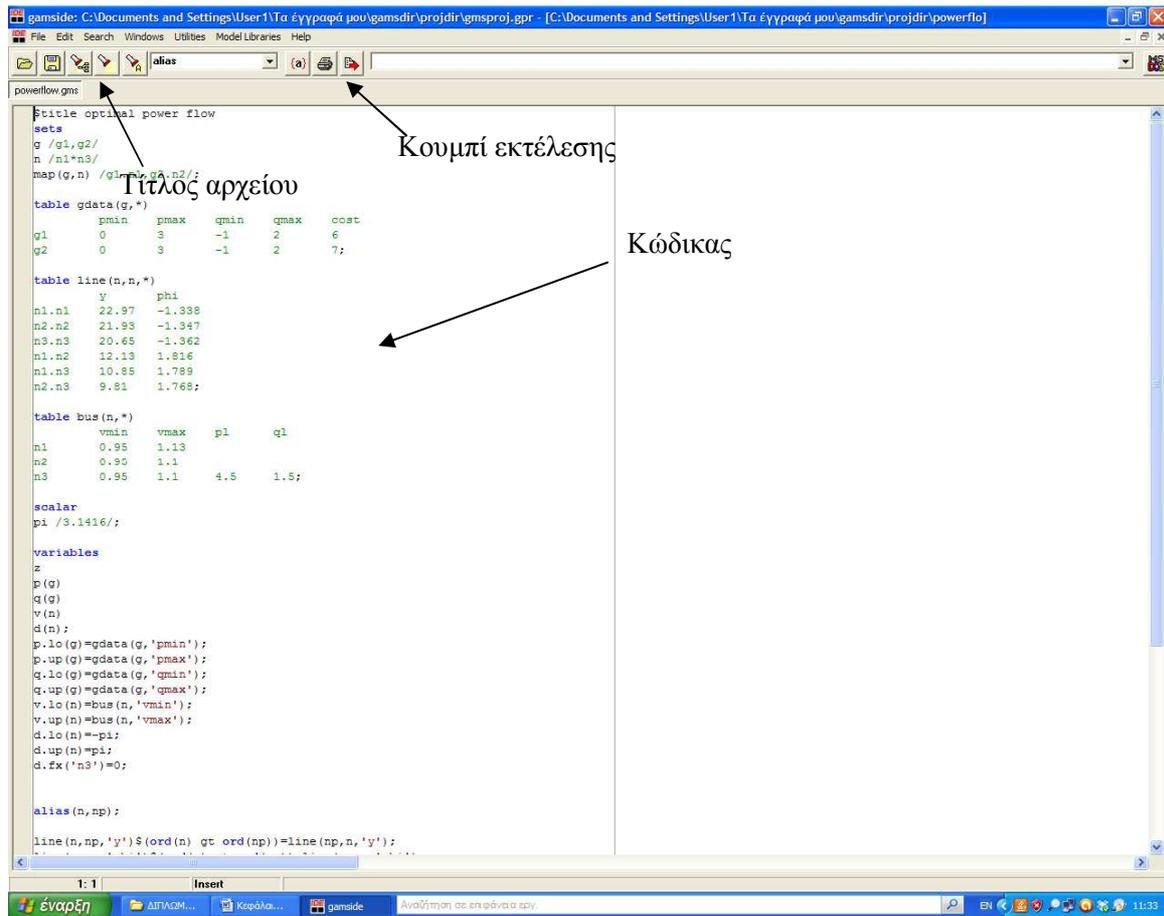 gamside: C:\Documents and Settings\User1\Τα έγγραφά μου\gamsdir\projdir\gmsproj.gpr - [C:\Documents and Settings\User1\Τα έγγραφά μου\gamsdir\projdir\powerflo]
IDE File Edit Search Windows Utilities Model Libraries Help
alias
{a}
powerflow.gms
$title optimal power flow
sets
g /g1,g2/
n /n1*n3/
map(g,n) /g1.n1,g2.n2/;
Κουμπί εκτέλεσης
Τίτλος αρχείου
Κώδικας
table gdata(g,*)
pmin pmax qmin qmax cost
g1 0 3 -1 2 6
g2 0 3 -1 2 7;
table line(n,n,*)
y phi
n1.n1 22.97 -1.338
n2.n2 21.93 -1.347
n3.n3 20.65 -1.362
n1.n2 12.13 1.816
n1.n3 10.85 1.789
n2.n3 9.81 1.768;
table bus(n,*)
vmin vmax pl ql
n1 0.95 1.13
n2 0.95 1.1
n3 0.95 1.1 4.5 1.5;
scalar
pi /3.1416/;
variables
z
p(g)
q(g)
v(n)
d(n);
p.lo(g)=gdata(g,'pmin');
p.up(g)=gdata(g,'pmax');
q.lo(g)=gdata(g,'qmin');
q.up(g)=gdata(g,'qmax');
v.lo(n)=bus(n,'vmin');
v.up(n)=bus(n,'vmax');
d.lo(n)=-pi;
d.up(n)=pi;
d.fx('n3')=0;
alias(n,np);
line(n,np,'y')$(ord(n) gt ord(np))=line(np,n,'y');
1: 1 Insert
έναρξη ΔΙΠΛΩΜ... Κεφάλαι... gamside Αναζήτηση σε επιφάνεια εργ. EN 11:33